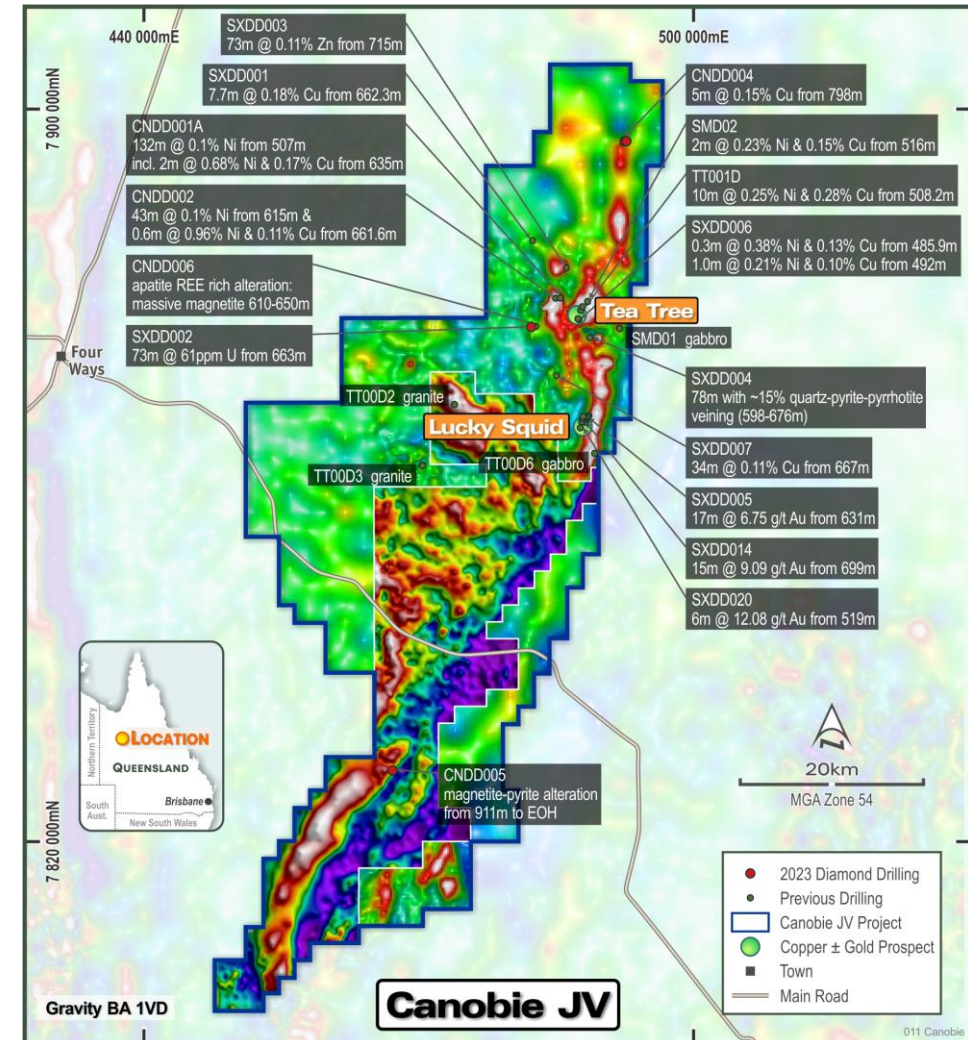 440 000mE
500 000mE
7 900 000mN
7 820 000mN
SXDD003
73m @ 0.11% Zn from 715m
SXDD001
7.7m @ 0.18% Cu from 662.3m
CNDD001A
132m @ 0.1% Ni from 507m
incl. 2m @ 0.68% Ni & 0.17% Cu from 635m
CNDD002
43m @ 0.1% Ni from 615m &
0.6m @ 0.96% Ni & 0.11% Cu from 661.6m
CNDD006
apatite REE rich alteration:
massive magnetite 610-650m
SXDD002
73m @ 61ppm U from 663m
CNDD004
5m @ 0.15% Cu from 798m
SMD02
2m @ 0.23% Ni & 0.15% Cu from 516m
TT001D
10m @ 0.25% Ni & 0.28% Cu from 508.2m
SXDD006
0.3m @ 0.38% Ni & 0.13% Cu from 485.9m
1.0m @ 0.21% Ni & 0.10% Cu from 492m
Tea Tree
SMD01 gabbro
SXDD004
78m with ~15% quartz-pyrite-pyrrhotite
veining (598-676m)
SXDD007
34m @ 0.11% Cu from 667m
SXDD005
17m @ 6.75 g/t Au from 631m
SXDD014
15m @ 9.09 g/t Au from 699m
SXDD020
6m @ 12.08 g/t Au from 519m
Four
Ways
TT00D2 granite
Lucky Squid
TT00D3 granite
TT00D6 gabbro
CNDD005
magnetite-pyrite alteration
from 911m to EOH
LOCATION
Northern Territory
QUEENSLAND
Brisbane
South
Aust.
New South Wales
N
20km
MGA Zone 54
2023 Diamond Drilling
Previous Drilling
Canobie JV Project
Copper ± Gold Prospect
Town
Main Road
Gravity BA 1VD
Canobie JV
011 Canobie